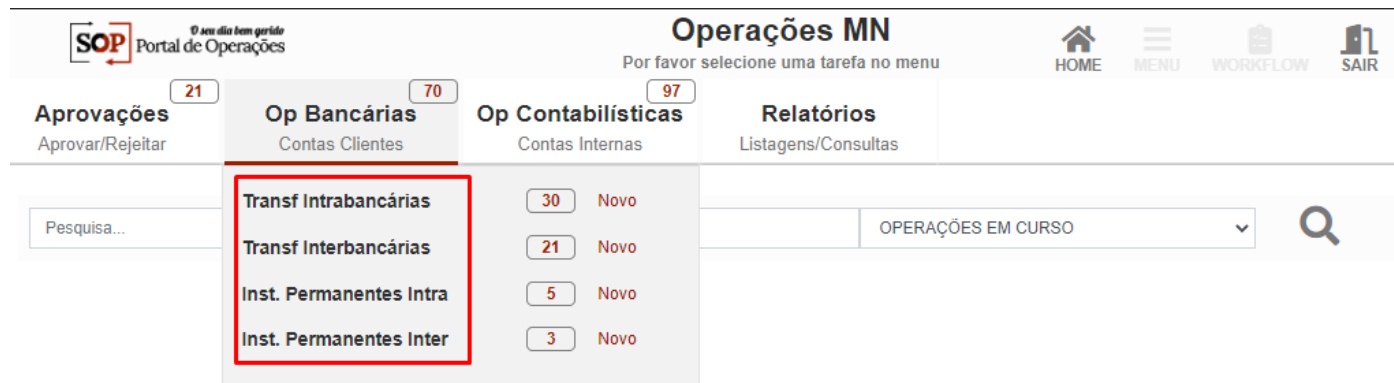 O seu dia bem gerido
SOP Portal de Operações
Operações MN
Por favor selecione uma tarefa no menu
HOME
MENU
WORKFLOW
SAIR
21
Aprovações
Aprovar/Rejeitar
70
Op Bancárias
Contas Clientes
97
Op Contabilísticas
Contas Internas
Relatórios
Listagens/Consultas
Transf Intrabancárias 30 Novo
Transf Interbancárias 21 Novo
Inst. Permanentes Intra 5 Novo
Inst. Permanentes Inter 3 Novo
Pesquisa...
OPERAÇÕES EM CURSO